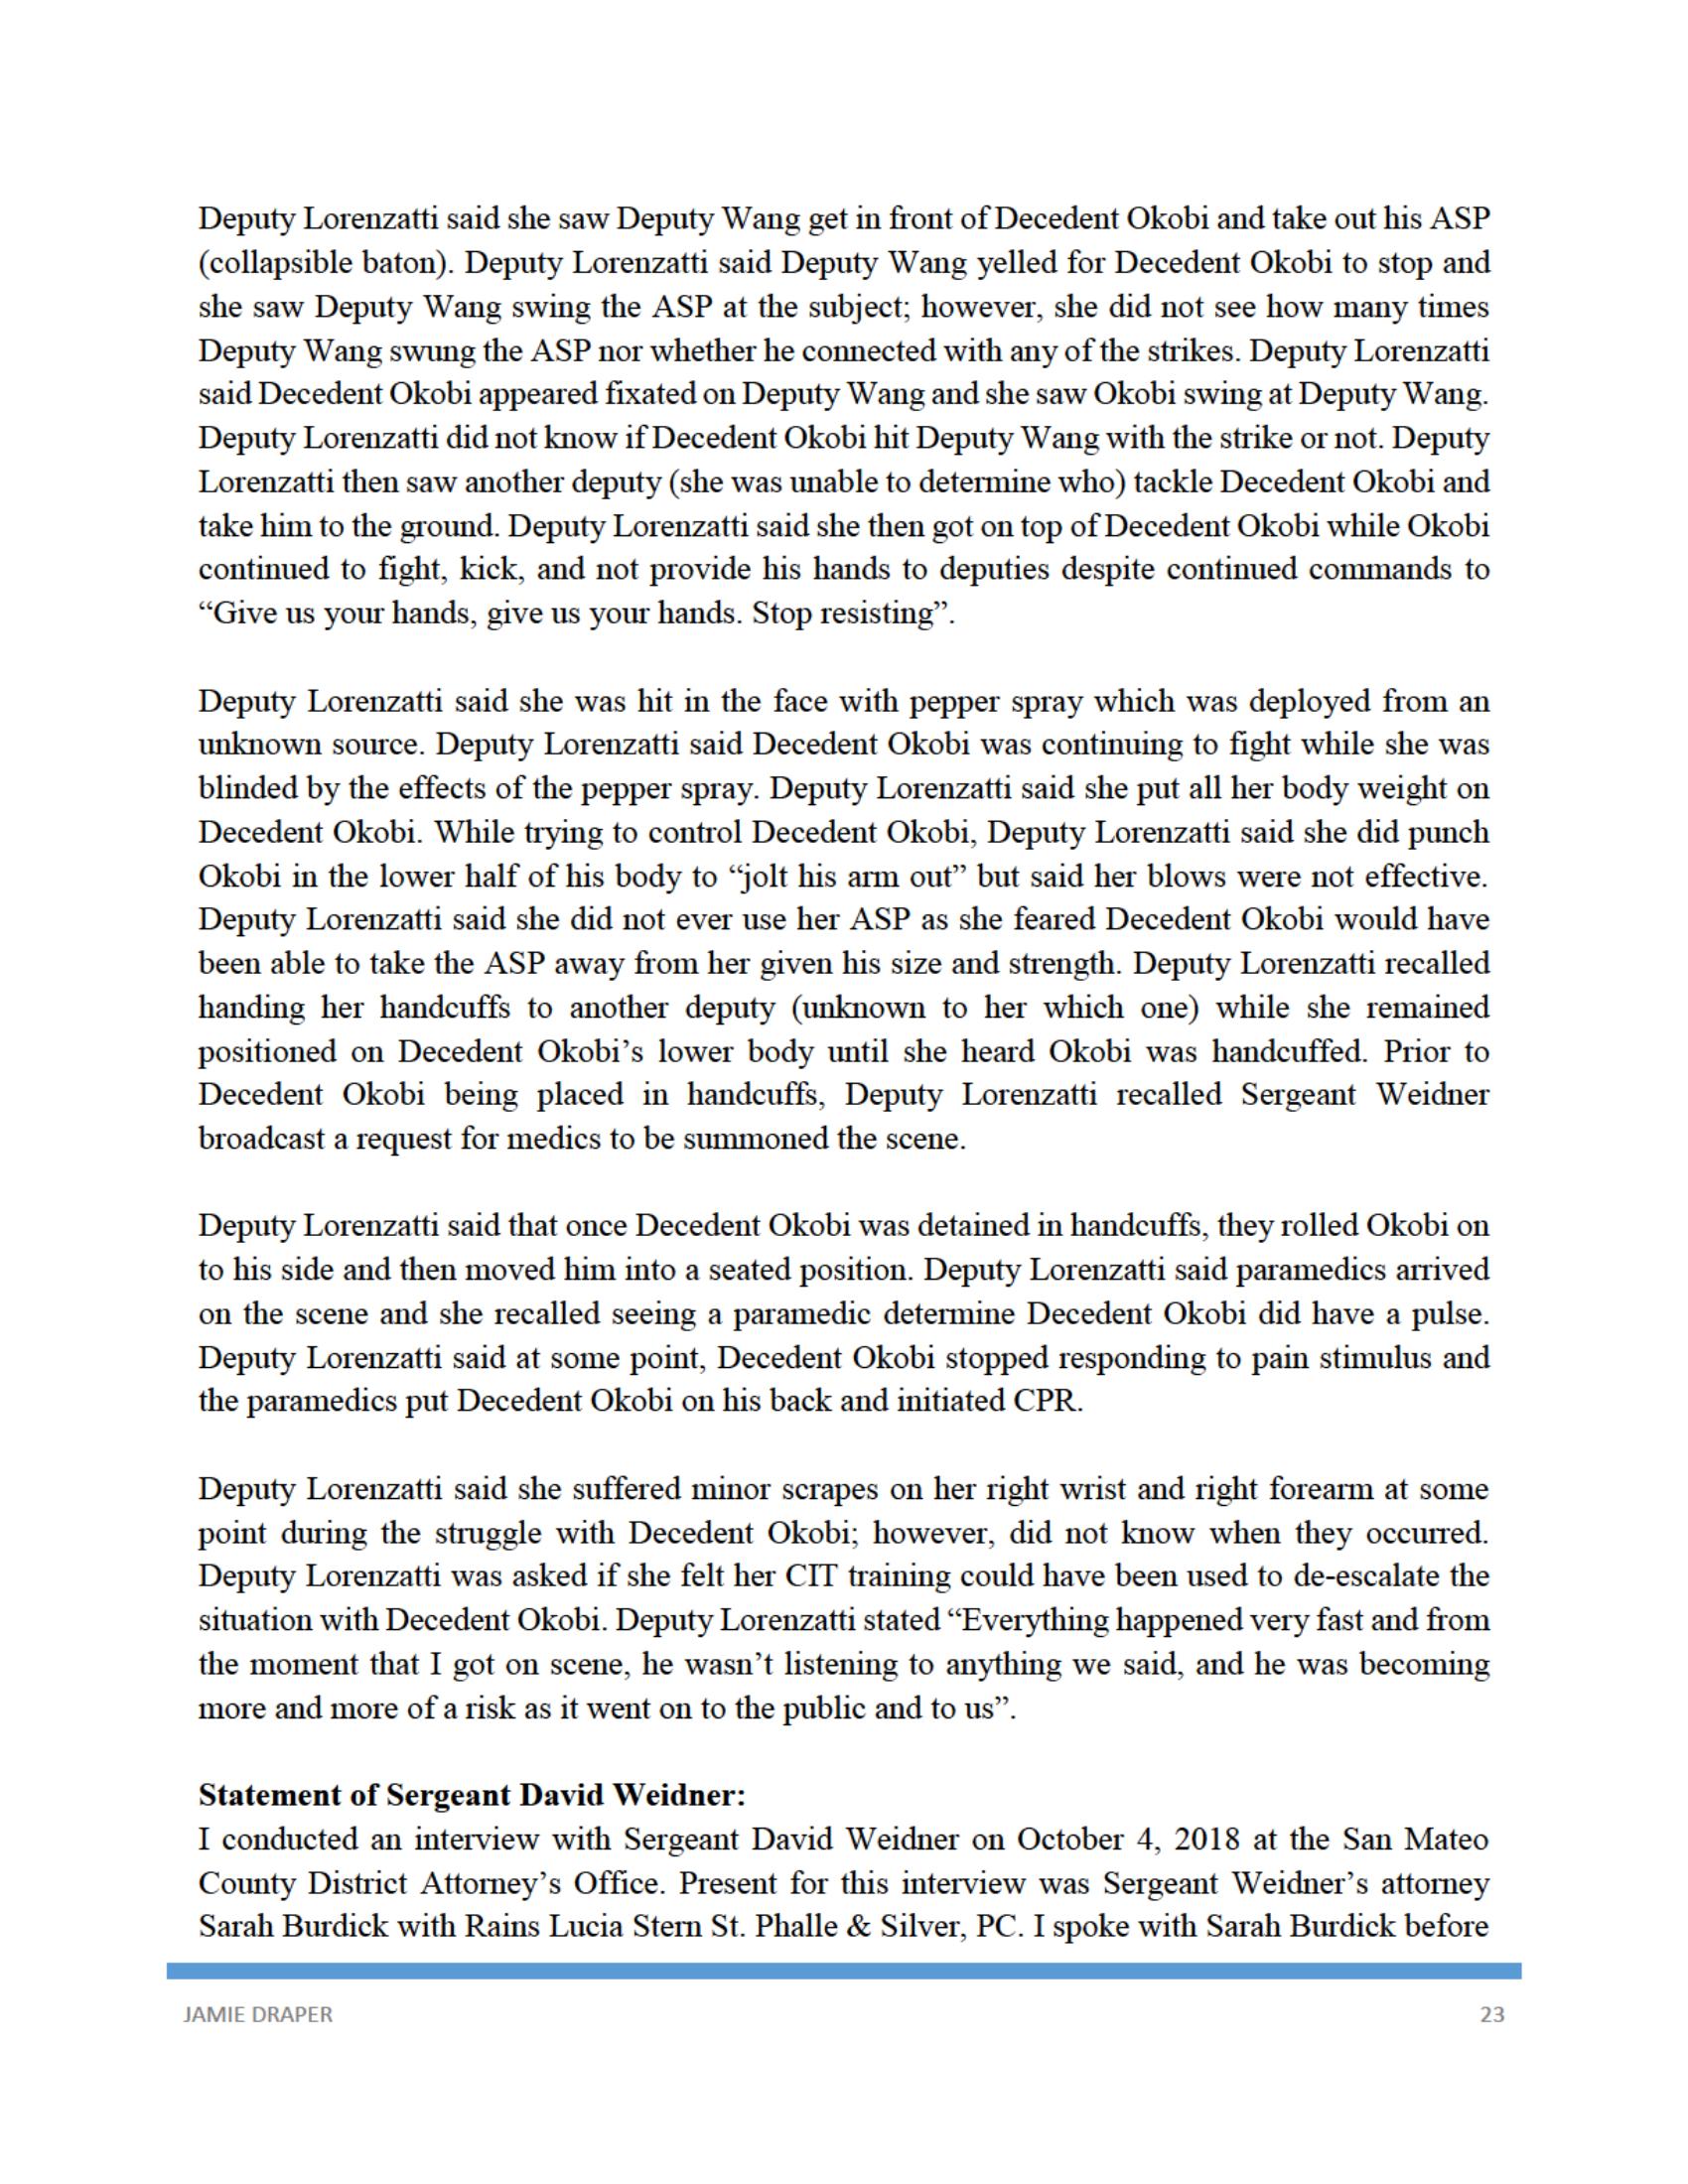 Deputy Lorenzatti said she saw Deputy Wang get in front of Decedent Okobi and take out his ASP
(collapsible baton). Deputy Lorenzatti said Deputy Wang yelled for Decedent Okobi to stop and
she saw Deputy Wang swing the ASP at the subject; however, she did not see how many times
Deputy Wang swung the ASP nor whether he connected with any of the strikes. Deputy Lorenzatti
said Decedent Okobi appeared fixated on Deputy Wang and she saw Okobi swing at Deputy Wang.
Deputy Lorenzatti did not know if Decedent Okobi hit Deputy Wang with the strike or not. Deputy
Lorenzatti then saw another deputy (she was unable to determine who) tackle Decedent Okobi and
take him to the ground. Deputy Lorenzatti said she then got on top of Decedent Okobi while Okobi
continued to fight, kick, and not provide his hands to deputies despite continued commands to
“Give us your hands, give us your hands. Stop resisting”.
Deputy Lorenzatti said she was hit in the face with pepper spray which was deployed from an
unknown source. Deputy Lorenzatti said Decedent Okobi was continuing to fight while she was
blinded by the effects of the pepper spray. Deputy Lorenzatti said she put all her body weight on
Decedent Okobi. While trying to control Decedent Okobi, Deputy Lorenzatti said she did punch
Okobi in the lower half of his body to “jolt his arm out” but said her blows were not effective.
Deputy Lorenzatti said she did not ever use her ASP as she feared Decedent Okobi would have
been able to take the ASP away from her given his size and strength. Deputy Lorenzatti recalled
handing her handcuffs to another deputy (unknown to her which one) while she remained
positioned on Decedent Okobi’s lower body until she heard Okobi was handcuffed. Prior to
Decedent Okobi being placed in handcuffs, Deputy Lorenzatti recalled Sergeant Weidner
broadcast a request for medics to be summoned the scene.
Deputy Lorenzatti said that once Decedent Okobi was detained in handcuffs, they rolled Okobi on
to his side and then moved him into a seated position. Deputy Lorenzatti said paramedics arrived
on the scene and she recalled seeing a paramedic determine Decedent Okobi did have a pulse.
Deputy Lorenzatti said at some point, Decedent Okobi stopped responding to pain stimulus and
the paramedics put Decedent Okobi on his back and initiated CPR.
Deputy Lorenzatti said she suffered minor scrapes on her right wrist and right forearm at some
point during the struggle with Decedent Okobi; however, did not know when they occurred.
Deputy Lorenzatti was asked if she felt her CIT training could have been used to de-escalate the
situation with Decedent Okobi. Deputy Lorenzatti stated “Everything happened very fast and from
the moment that I got on scene, he wasn’t listening to anything we said, and he was becoming
more and more of a risk as it went on to the public and to us”.
Statement of Sergeant David Weidner:
I conducted an interview with Sergeant David Weidner on October 4, 2018 at the San Mateo
County District Attorney’s Office. Present for this interview was Sergeant Weidner’s attorney
Sarah Burdick with Rains Lucia Stern St. Phalle & Silver, PC. I spoke with Sarah Burdick before
JAMIE DRAPER 23